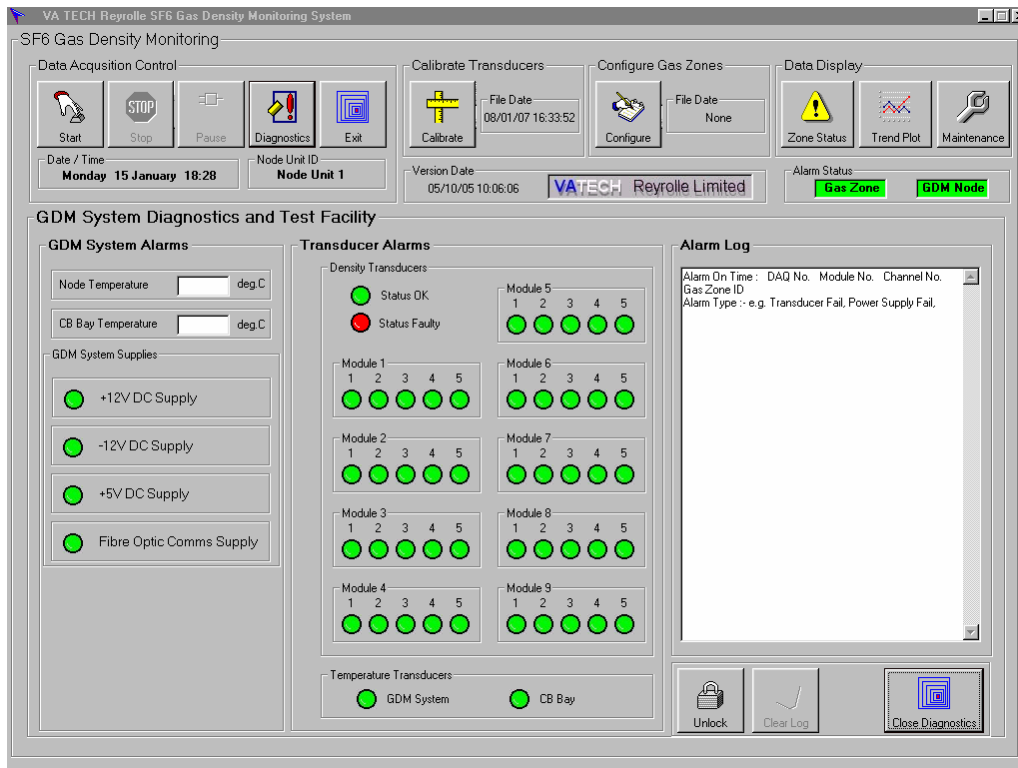 VA TECH Reyrolle SF6 Gas Density Monitoring System
SF6 Gas Density Monitoring
Data Acqusition Control
Start
STOP
Stop
Pause
Diagnostics
Exit
Calibrate Transducers
Calibrate
File Date
08/01/07 16:33:52
Configure Gas Zones
Configure
File Date
None
Data Display
Zone Status
Trend Plot
Maintenance
Date / Time
Monday 15 January 18:28
Node Unit ID
Node Unit 1
Version Date
05/10/05 10:06:06
VATECH Reyrolle Limited
Alarm Status
Gas Zone
GDM Node
GDM System Diagnostics and Test Facility
GDM System Alarms
Node Temperature deg.C
CB Bay Temperature deg.C
GDM System Supplies
+12V DC Supply
-12V DC Supply
+5V DC Supply
Fibre Optic Comms Supply
Transducer Alarms
Density Transducers
Status OK
Status Faulty
Module 5
1 2 3 4 5
Module 1
1 2 3 4 5
Module 6
1 2 3 4 5
Module 2
1 2 3 4 5
Module 7
1 2 3 4 5
Module 3
1 2 3 4 5
Module 8
1 2 3 4 5
Module 4
1 2 3 4 5
Module 9
1 2 3 4 5
Temperature Transducers
GDM System
CB Bay
Alarm Log
Alarm On Time : DAQ No. Module No. Channel No.
Gas Zone ID
Alarm Type :- e.g. Transducer Fail, Power Supply Fail,
Unlock
Clear Log
Close Diagnostics